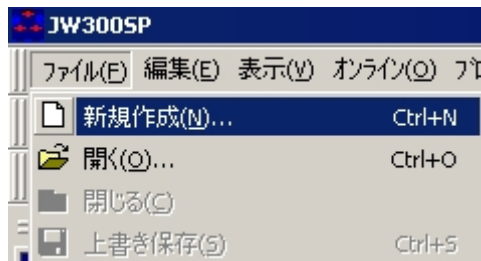 JW300SP
ﾌｧｲﾙ(F) 編集(E) 表示(V) ｵﾝﾗｲﾝ(O)
新規作成(N)... Ctrl+N
開く(O)... Ctrl+O
閉じる(C)
上書き保存(S) Ctrl+S